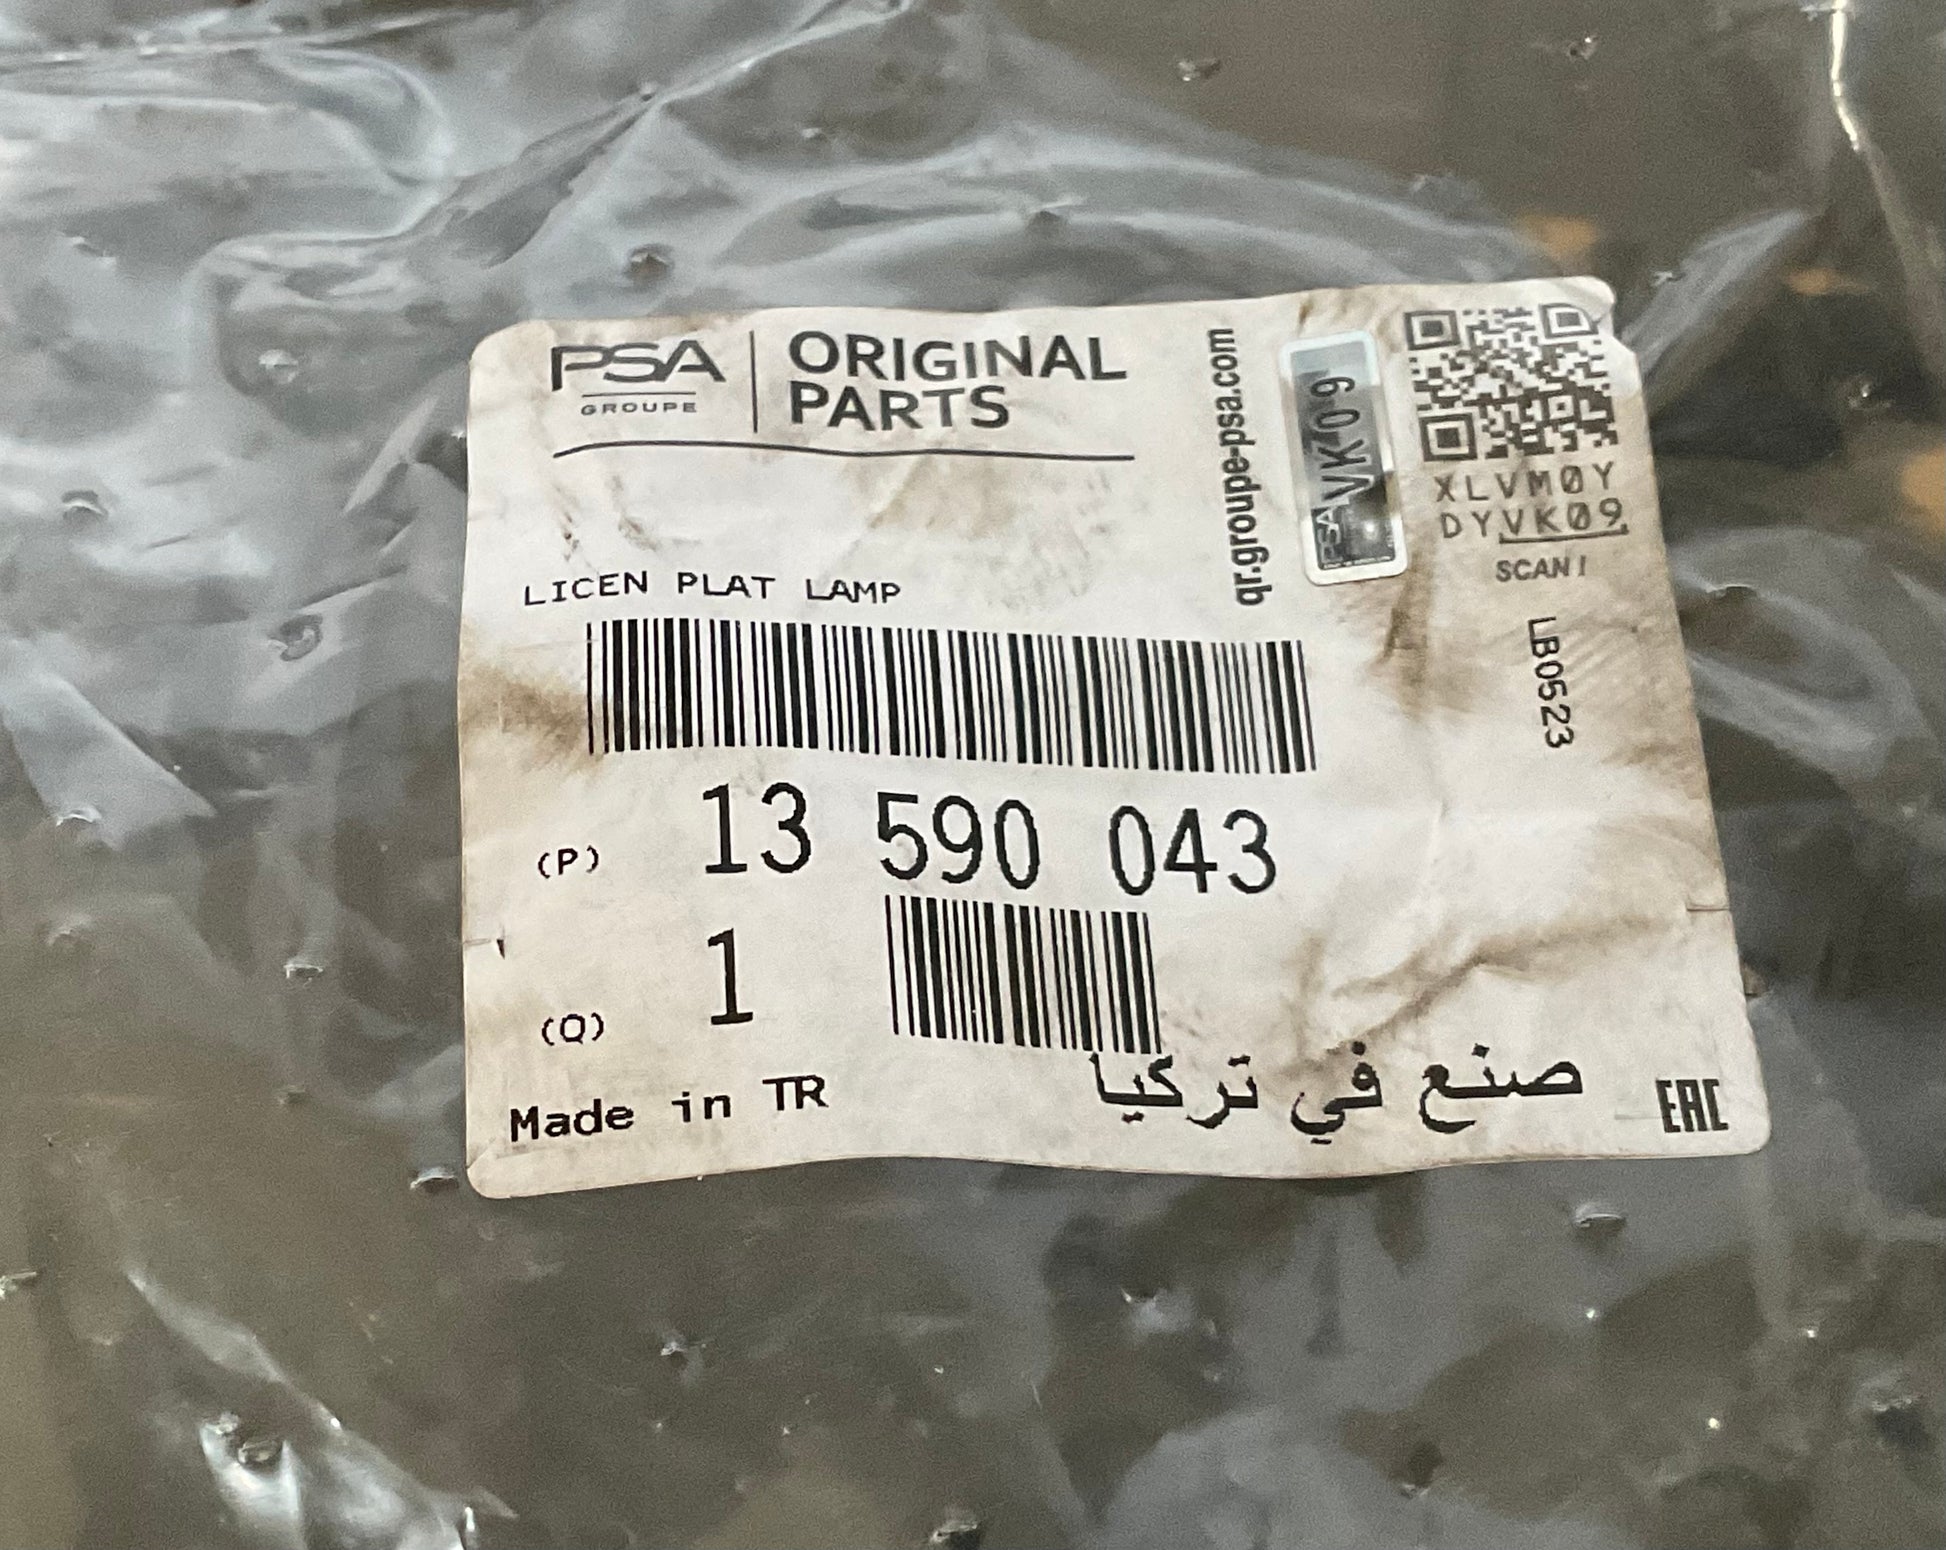 PSA
GROUPE
ORIGINAL
PARTS
qr.groupe-psa.com
PSA VK09
XLVM0Y
DYVK09
SCAN!
LB0523
LICEN PLAT LAMP
(P) 13 590 043
(Q) 1
Made in TR
صنع في تركيا
EAC